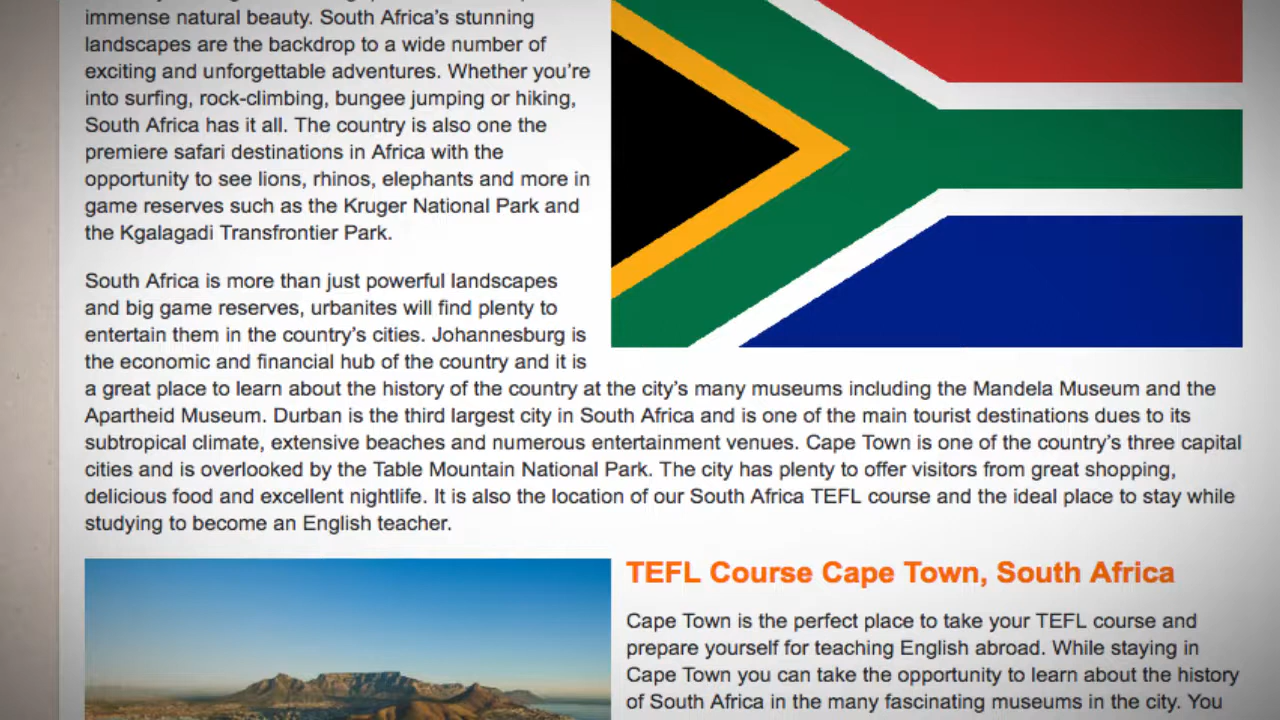 immense natural beauty. South Africa's stunning
landscapes are the backdrop to a wide number of
exciting and unforgettable adventures. Whether you're
into surfing, rock-climbing, bungee jumping or hiking,
South Africa has it all. The country is also one the
premiere safari destinations in Africa with the
opportunity to see lions, rhinos, elephants and more in
game reserves such as the Kruger National Park and
the Kgalagadi Transfrontier Park.
South Africa is more than just powerful landscapes
and big game reserves, urbanites will find plenty to
entertain them in the country's cities. Johannesburg is
the economic and financial hub of the country and it is
a great place to learn about the history of the country at the city's many museums including the Mandela Museum and the
Apartheid Museum. Durban is the third largest city in South Africa and is one of the main tourist destinations dues to its
subtropical climate, extensive beaches and numerous entertainment venues. Cape Town is one of the country's three capital
cities and is overlooked by the Table Mountain National Park. The city has plenty to offer visitors from great shopping,
delicious food and excellent nightlife. It is also the location of our South Africa TEFL course and the ideal place to stay while
studying to become an English teacher.
TEFL Course Cape Town, South Africa
Cape Town is the perfect place to take your TEFL course and
prepare yourself for teaching English abroad. While staying in
Cape Town you can take the opportunity to learn about the history
of South Africa in the many fascinating museums in the city. You